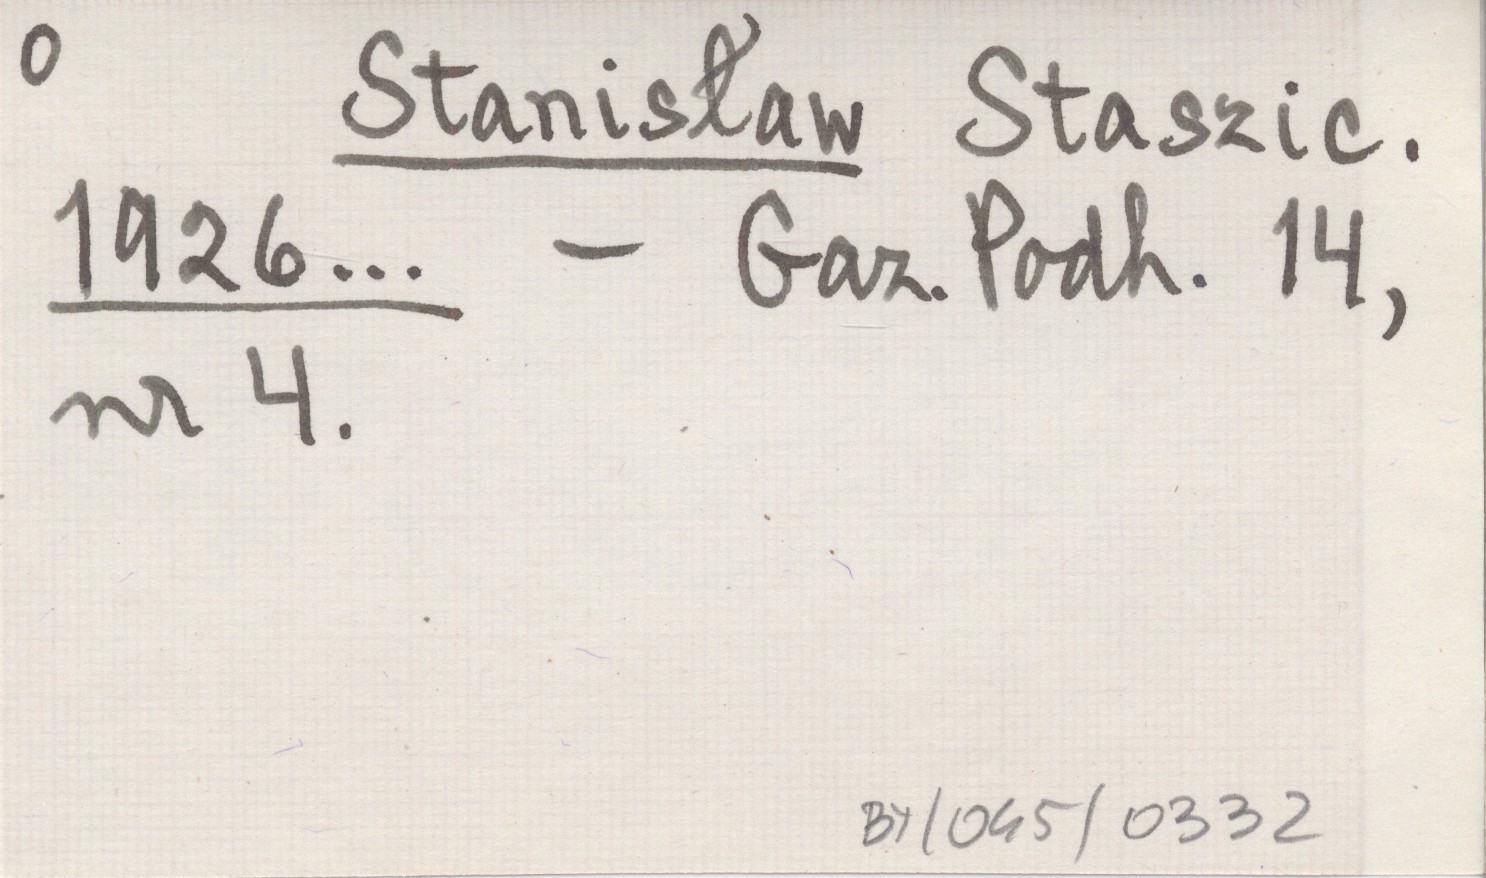 0 Stanisław Staszic.
1926... - Gaz. Podh. 14,
nr 4.
BY/045/0332